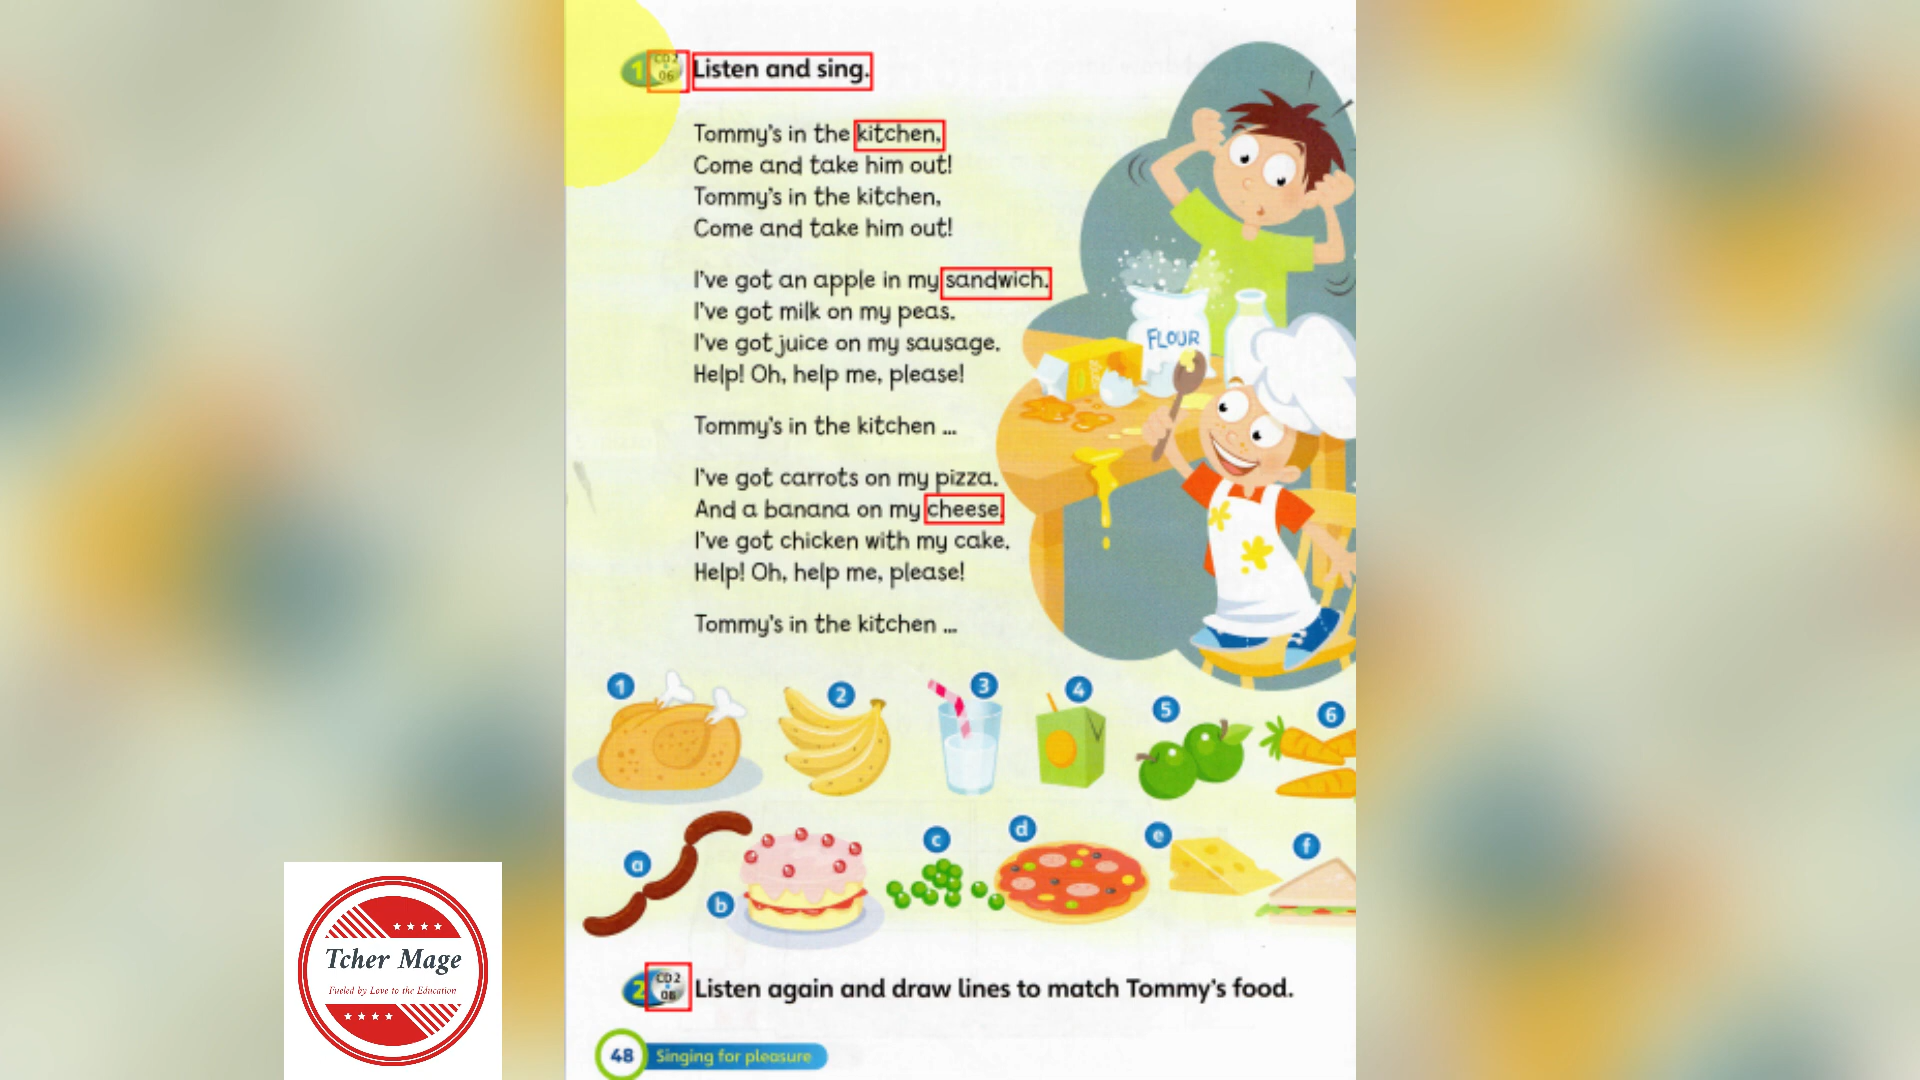 1 CD2 06 Listen and sing.
Tommy's in the kitchen,
Come and take him out!
Tommy's in the kitchen,
Come and take him out!
I've got an apple in my sandwich.
I've got milk on my peas.
I've got juice on my sausage.
Help! Oh, help me, please!
Tommy's in the kitchen ...
I've got carrots on my pizza.
And a banana on my cheese.
I've got chicken with my cake.
Help! Oh, help me, please!
Tommy's in the kitchen ...
FLOUR
1 2 3 4 5 6
a b c d e f
2 CD2 06 Listen again and draw lines to match Tommy's food.
48 Singing for pleasure
Tcher Mage
Fueled by Love to the Education